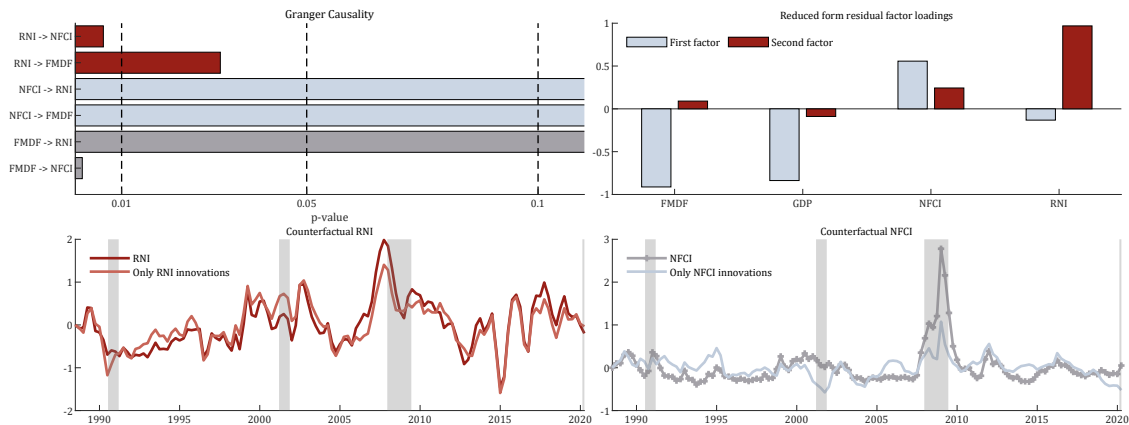 Granger Causality
RNI -> NFCI
RNI -> FMDF
NFCI -> RNI
NFCI -> FMDF
FMDF -> RNI
FMDF -> NFCI
0.01 0.05 0.1
p-value
Reduced form residual factor loadings
First factor Second factor
1
0.5
0
-0.5
-1
FMDF GDP NFCI RNI
Counterfactual RNI
RNI
Only RNI innovations
2
1
0
-1
-2
1990 1995 2000 2005 2010 2015 2020
Counterfactual NFCI
NFCI
Only NFCI innovations
3
2
1
0
-1
1990 1995 2000 2005 2010 2015 2020